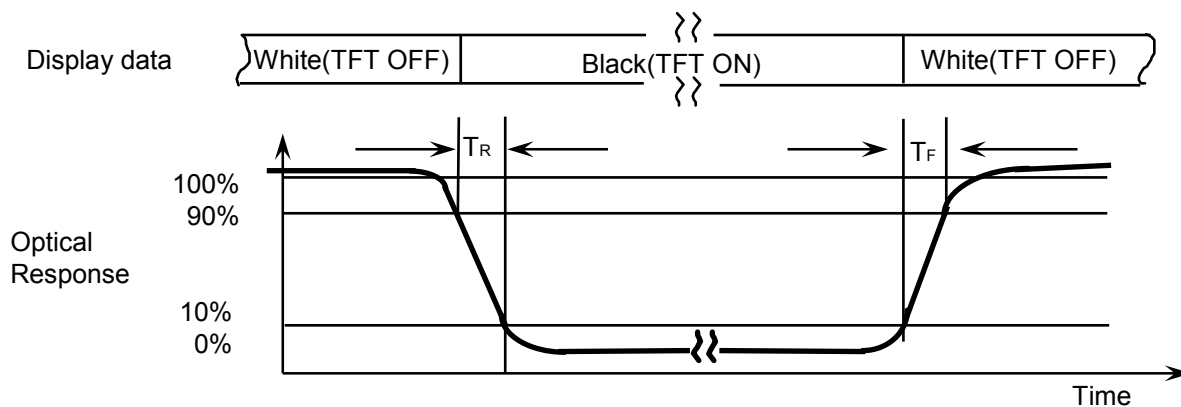 Display data
White(TFT OFF)
Black(TFT ON)
White(TFT OFF)
TR
TF
100%
90%
Optical
Response
10%
0%
Time